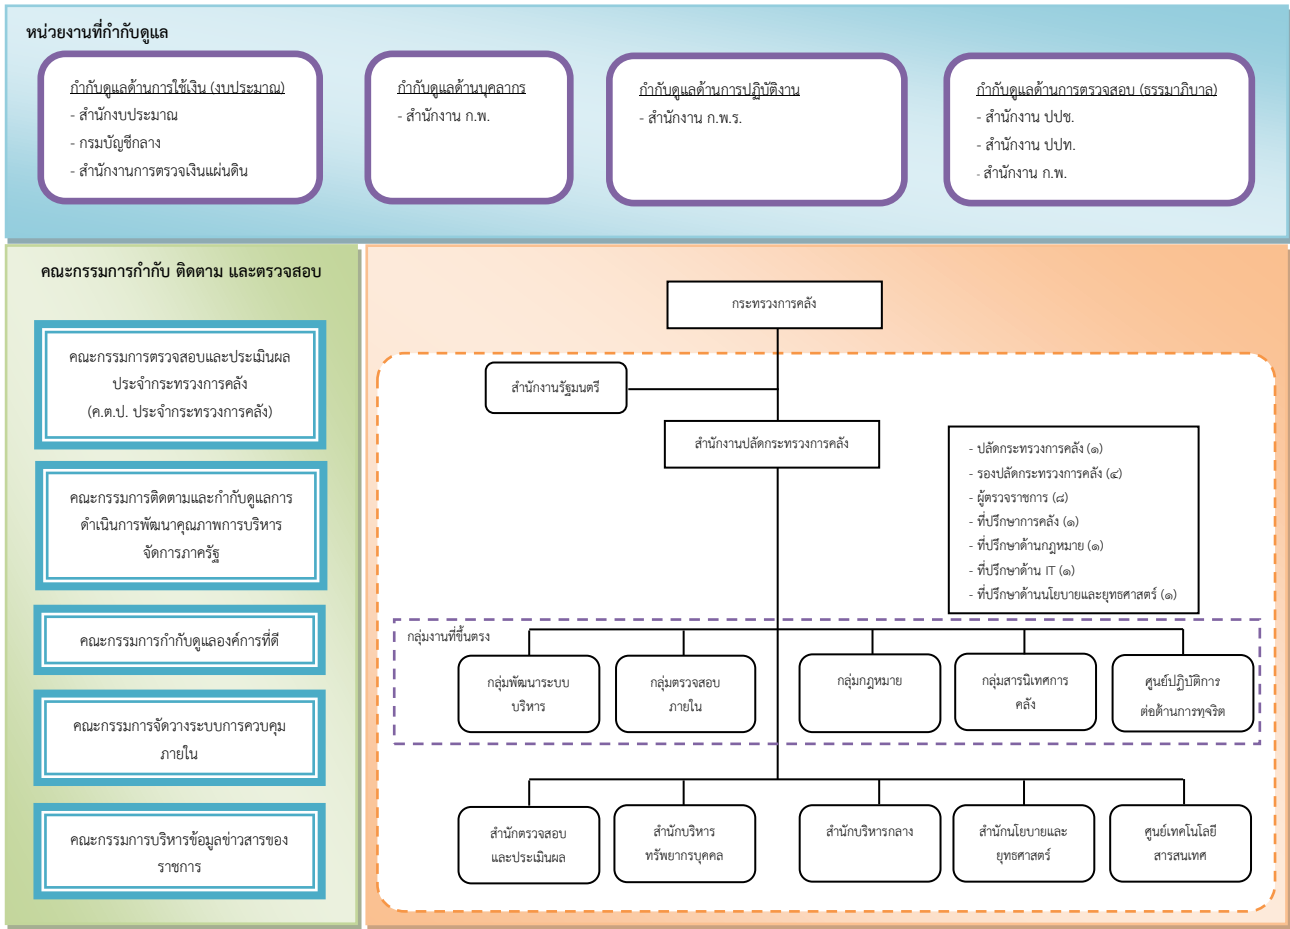 หน่วยงานที่กำกับดูแล
กำกับดูแลด้านการใช้เงิน (งบประมาณ)
- สำนักงบประมาณ
- กรมบัญชีกลาง
- สำนักงานการตรวจเงินแผ่นดิน
กำกับดูแลด้านบุคลากร
- สำนักงาน ก.พ.
กำกับดูแลด้านการปฏิบัติงาน
- สำนักงาน ก.พ.ร.
กำกับดูแลด้านการตรวจสอบ (ธรรมาภิบาล)
- สำนักงาน ปปช.
- สำนักงาน ปปท.
- สำนักงาน ก.พ.
คณะกรรมการกำกับ ติดตาม และตรวจสอบ
คณะกรรมการตรวจสอบและประเมินผล
ประจำกระทรวงการคลัง
(ค.ต.ป. ประจำกระทรวงการคลัง)
คณะกรรมการติดตามและกำกับดูแลการ
ดำเนินการพัฒนาคุณภาพการบริหาร
จัดการภาครัฐ
คณะกรรมการกำกับดูแลองค์การที่ดี
คณะกรรมการจัดวางระบบการควบคุม
ภายใน
คณะกรรมการบริหารข้อมูลข่าวสารของ
ราชการ
กระทรวงการคลัง
สำนักงานรัฐมนตรี
สำนักงานปลัดกระทรวงการคลัง
- ปลัดกระทรวงการคลัง (๑)
- รองปลัดกระทรวงการคลัง (๔)
- ผู้ตรวจราชการ (๘)
- ที่ปรึกษาการคลัง (๑)
- ที่ปรึกษาด้านกฎหมาย (๑)
- ที่ปรึกษาด้าน IT (๑)
- ที่ปรึกษาด้านนโยบายและยุทธศาสตร์ (๑)
กลุ่มงานที่ขึ้นตรง
กลุ่มพัฒนาระบบ
บริหาร
กลุ่มตรวจสอบ
ภายใน
กลุ่มกฎหมาย
กลุ่มสารนิเทศการ
คลัง
ศูนย์ปฏิบัติการ
ต่อต้านการทุจริต
สำนักตรวจสอบ
และประเมินผล
สำนักบริหาร
ทรัพยากรบุคคล
สำนักบริหารกลาง
สำนักนโยบายและ
ยุทธศาสตร์
ศูนย์เทคโนโลยี
สารสนเทศ